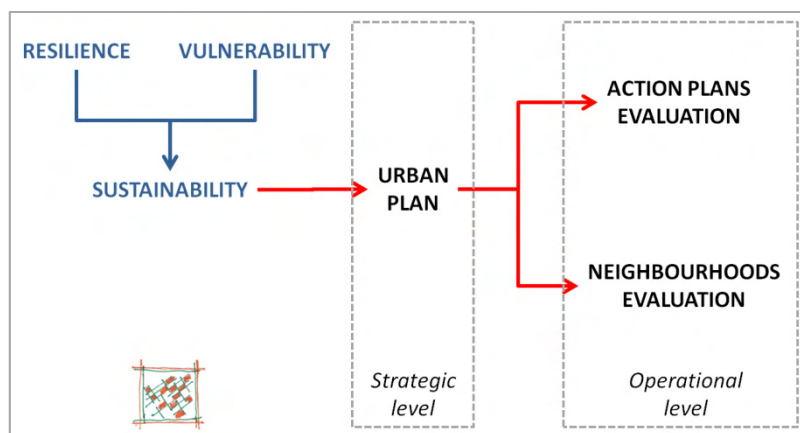 RESILIENCE
VULNERABILITY
SUSTAINABILITY
URBAN
PLAN
ACTION PLANS
EVALUATION
NEIGHBOURHOODS
EVALUATION
Strategic
level
Operational
level